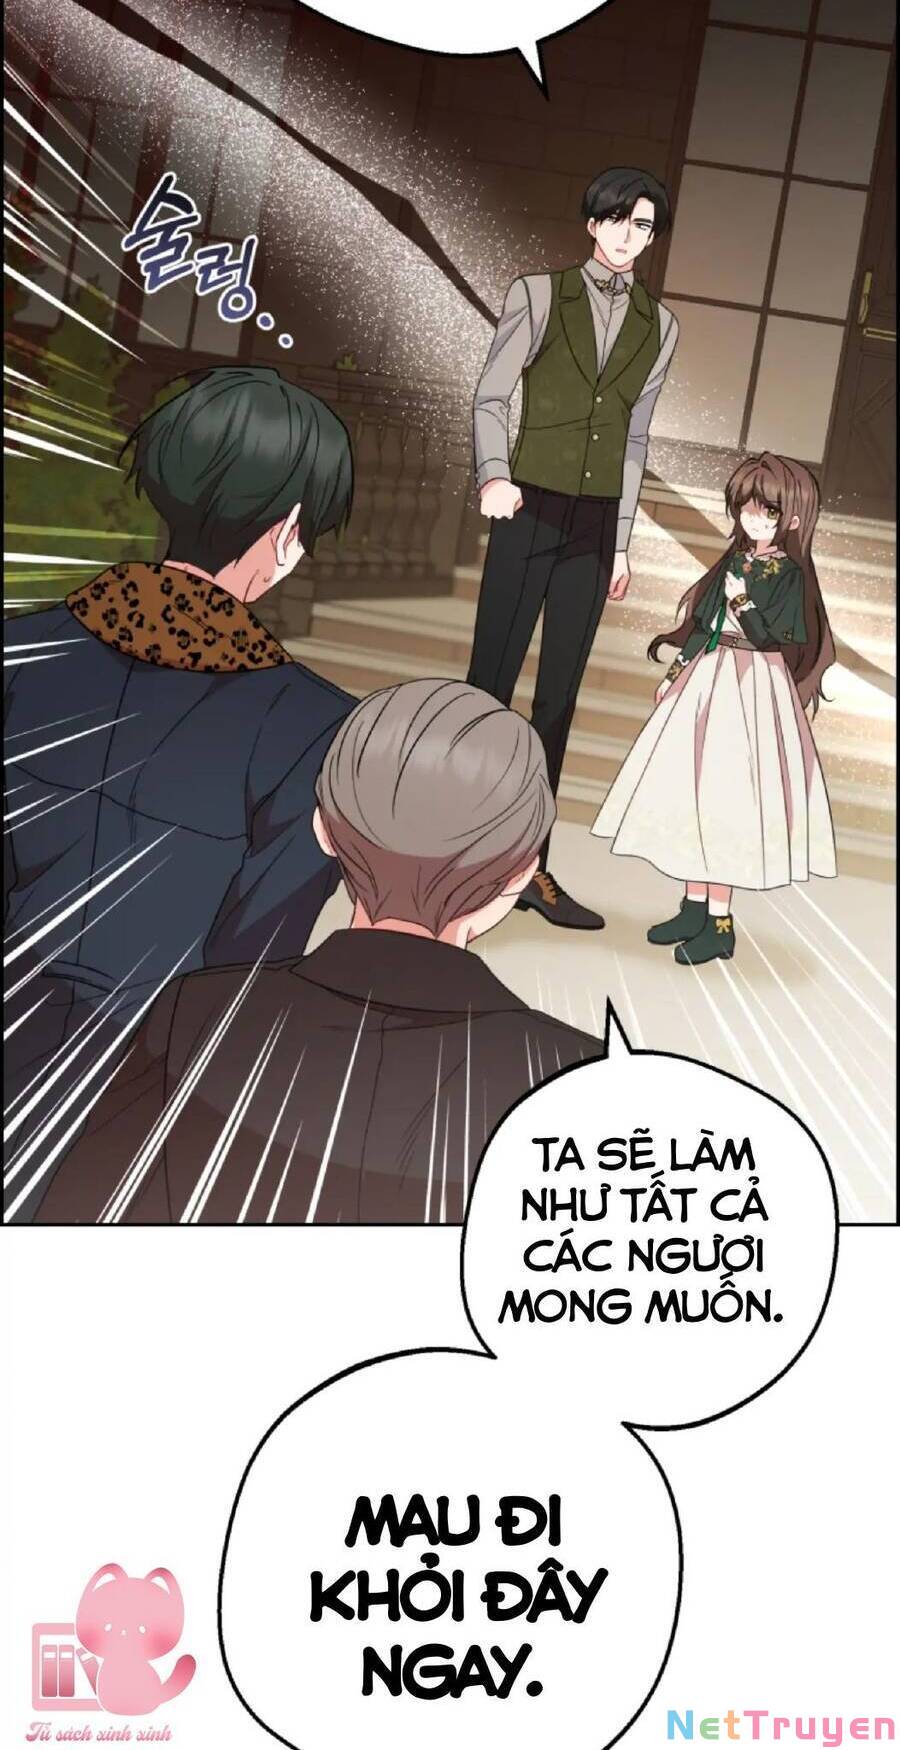 술렁..
TA SẼ LÀM
NHƯ TẤT CẢ
CÁC NGƯƠI
MONG MUỐN.
MAU ĐI
KHỎI ĐÂY
NGAY.
Tủ sách xinh xinh
NetTruyen